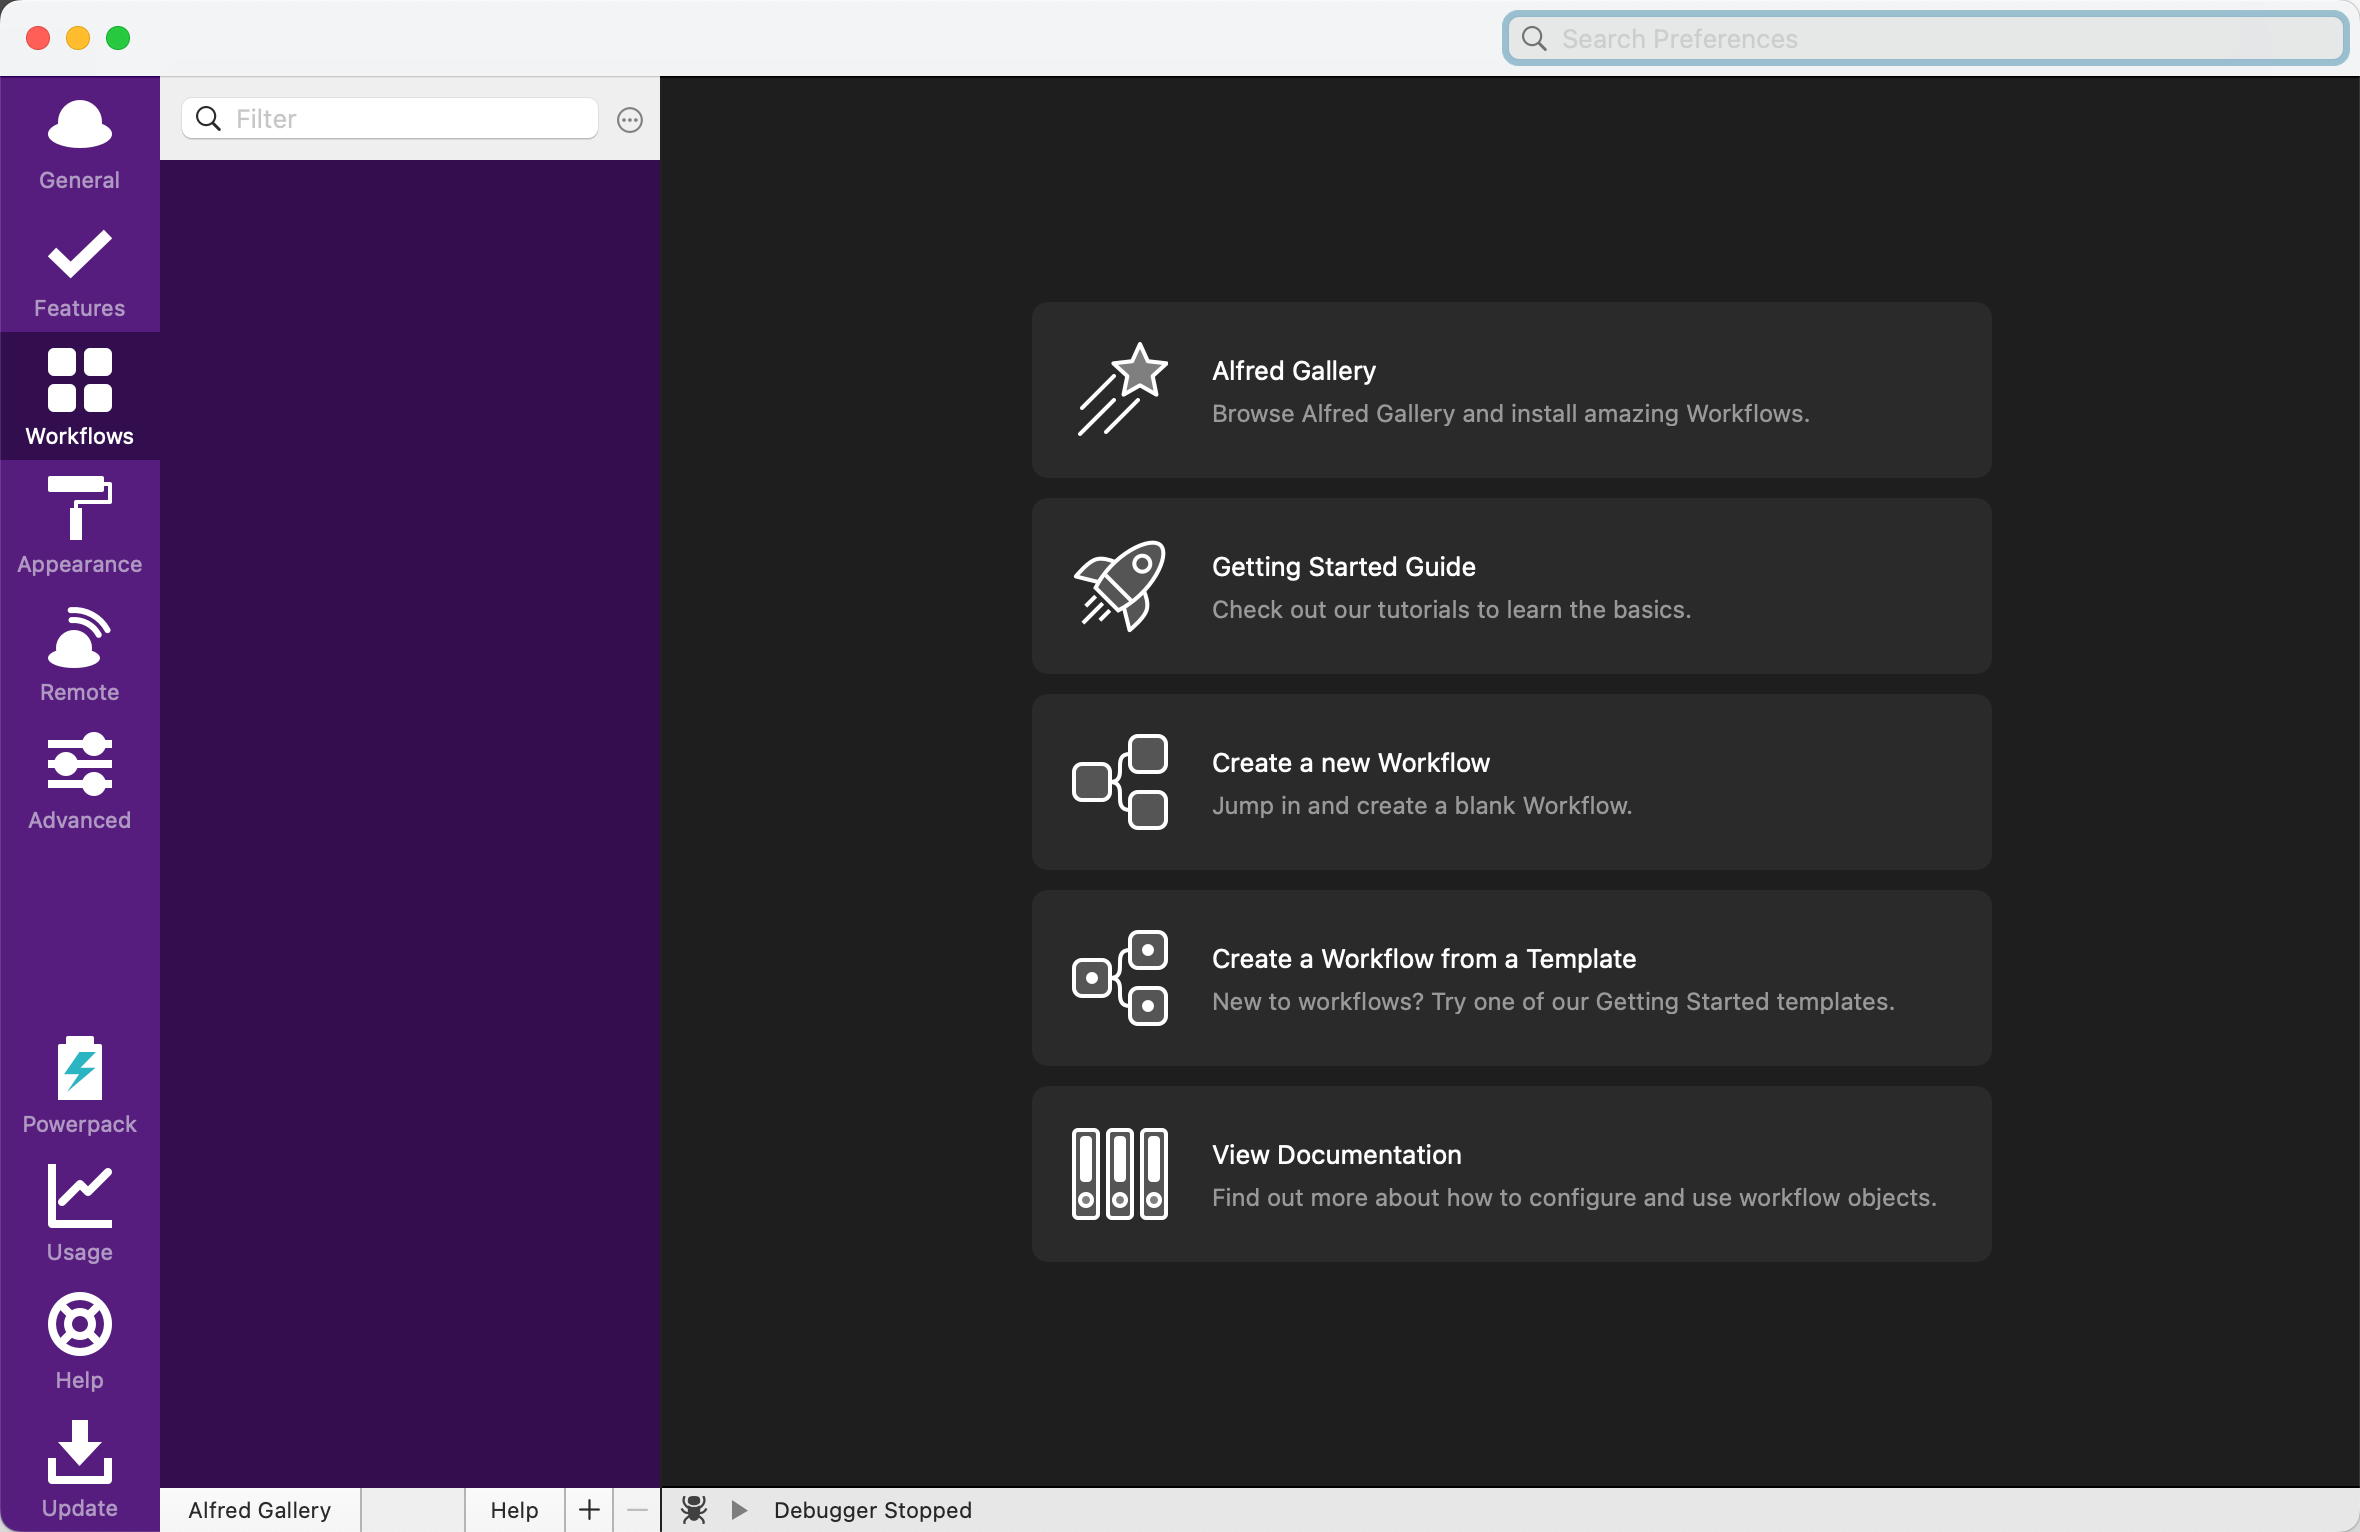 Search Preferences
General
Features
Workflows
Appearance
Remote
Advanced
Powerpack
Usage
Help
Update
Filter
Alfred Gallery
Browse Alfred Gallery and install amazing Workflows.
Getting Started Guide
Check out our tutorials to learn the basics.
Create a new Workflow
Jump in and create a blank Workflow.
Create a Workflow from a Template
New to workflows? Try one of our Getting Started templates.
View Documentation
Find out more about how to configure and use workflow objects.
Alfred Gallery
Help
Debugger Stopped